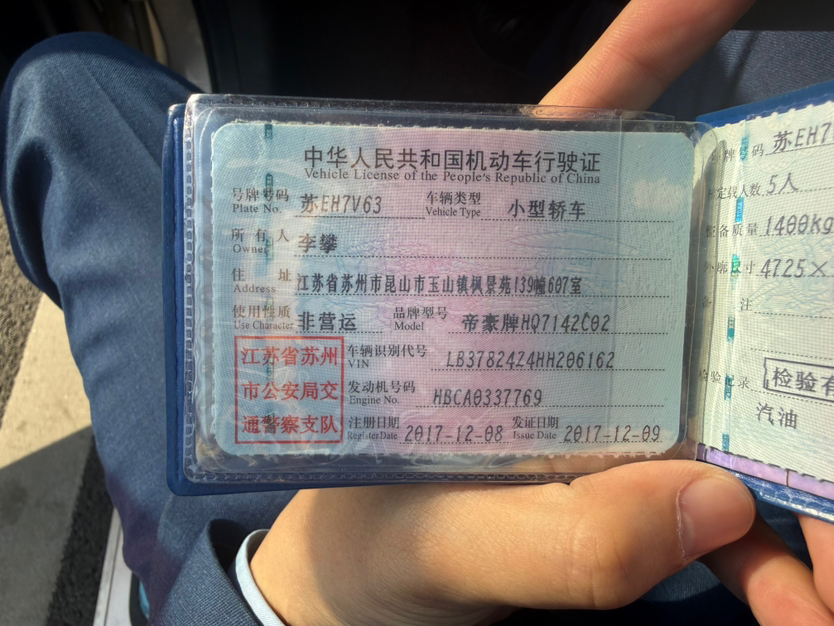 中华人民共和国机动车行驶证
Vehicle License of the People's Republic of China
号牌号码 苏EH7V63 车辆类型 小型轿车
Plate No. Vehicle Type
所有人 李攀
Owner
住址 江苏省苏州市昆山市玉山镇枫景苑139幢607室
Address
使用性质 非营运 品牌型号 帝豪牌HQ7142C02
Use Character Model
江苏省苏州
市公安局交
通警察支队
车辆识别代号 LB3782424HH206162
VIN
发动机号码 HBCA0337769
Engine No.
注册日期 2017-12-08 发证日期 2017-12-09
Register Date Issue Date
牌号码 苏EH7
定载人数 5人
整备质量 1400kg
外廓尺寸 4725×
注
检验记录 检验有
汽油